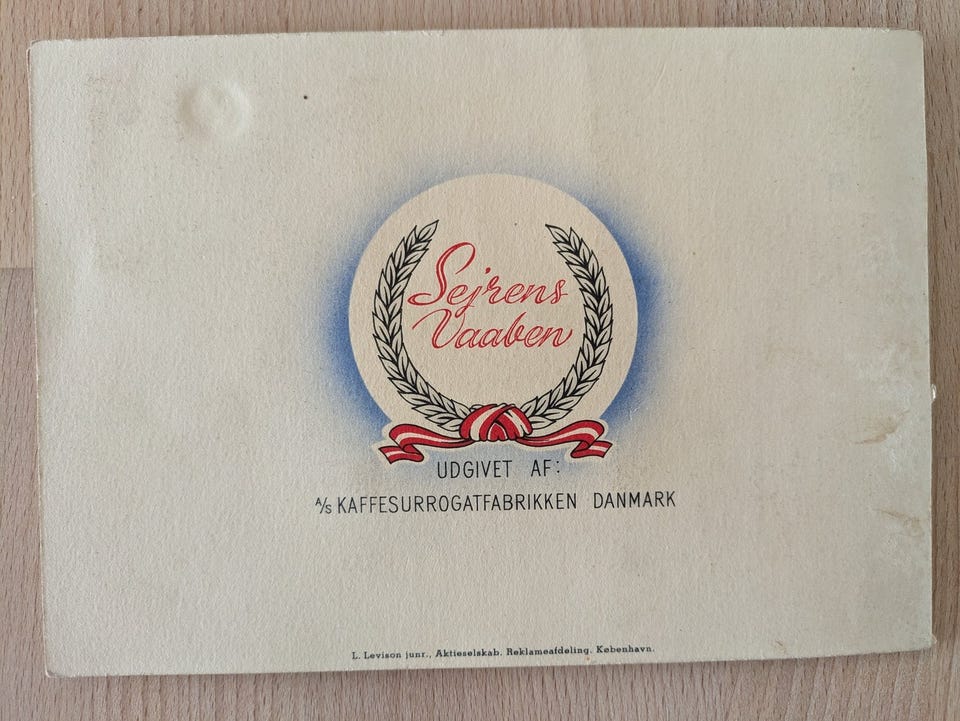 Sejrens
Vaaben
UDGIVET AF:
A/S KAFFESURROGATFABRIKKEN DANMARK
L. Levison junr., Aktieselskab. Reklameafdeling. København.